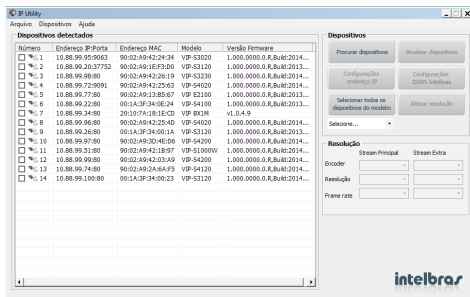 IP Utility
Arquivo Dispositivos Ajuda
Dispositivos detectados
Número Endereço IP:Porta Endereço MAC Modelo Versão Firmware
1 10.88.99.95:9063 90:02:A9:42:24:34 VIP-S3020 1.000.0000.0.R,Build:2014...
2 10.88.99.20:37752 90:02:A9:1E:F3:D0 VIP-S3120 1.000.0000.0.R,Build:2013...
3 10.88.99.98:80 90:02:A9:42:26:19 VIP-S3230 1.000.0000.0.R,Build:2014...
4 10.88.99.72:9091 90:02:A9:42:25:63 VIP-S4020 1.000.0000.0.R,Build:2014...
5 10.88.99.77:80 90:02:A9:13:B5:67 VIP-E2100 1.000.0000.0.R,Build:2013...
6 10.88.99.22:80 00:1A:3F:34:0E:24 VIP-S4100 1.000.0000.0.R,Build:2013...
7 10.88.99.34:80 20:10:7A:18:1E:CD VIP BX1M v1.0.4.9
8 10.88.99.96:80 90:02:A9:42:25:4D VIP-S4020 1.000.0000.0.R,Build:2014...
9 10.88.99.26:80 00:1A:3F:34:00:1A VIP-S3120 1.000.0000.0.R,Build:2013...
10 10.88.99.97:80 90:02:A9:3D:4E:D6 VIP-S4200 1.000.0000.0.R,Build:2014...
11 10.88.99.51:80 90:02:A9:42:1B:97 VIP-S1000W 1.000.0000.0.R,Build:2014...
12 10.88.99.99:80 90:02:A9:42:03:A9 VIP-S4200 1.000.0000.0.R,Build:2014...
13 10.88.99.74:80 90:02:A9:2A:6A:F5 VIP-S4120 1.000.0000.0.R,Build:2014...
14 10.88.99.100:80 00:1A:3F:34:00:23 VIP-S3120 1.000.0000.0.R,Build:2013...
Dispositivos
Procurar dispositivos Atualizar dispositivos
Configurações endereço IP
Configurações DDNS Intelbras
Selecionar todos os dispositivos do modelo:
Alterar resolução
Selecione...
Resolução
Stream Principal Stream Extra
Encoder
Resolução
Frame rate
intelbras